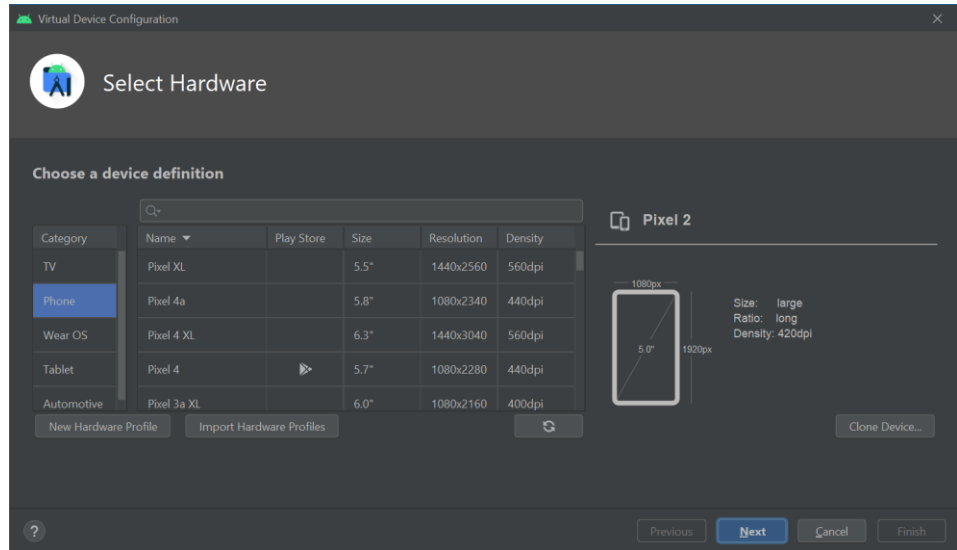 Virtual Device Configuration
Select Hardware
Choose a device definition
Category
Name Play Store Size Resolution Density
TV
Phone
Wear OS
Tablet
Automotive
Pixel XL 5.5" 1440x2560 560dpi
Pixel 4a 5.8" 1080x2340 440dpi
Pixel 4 XL 6.3" 1440x3040 560dpi
Pixel 4 5.7" 1080x2280 440dpi
Pixel 3a XL 6.0" 1080x2160 400dpi
New Hardware Profile Import Hardware Profiles
Pixel 2
1080px
5.0"
1920px
Size: large
Ratio: long
Density: 420dpi
Clone Device...
? Previous Next Cancel Finish